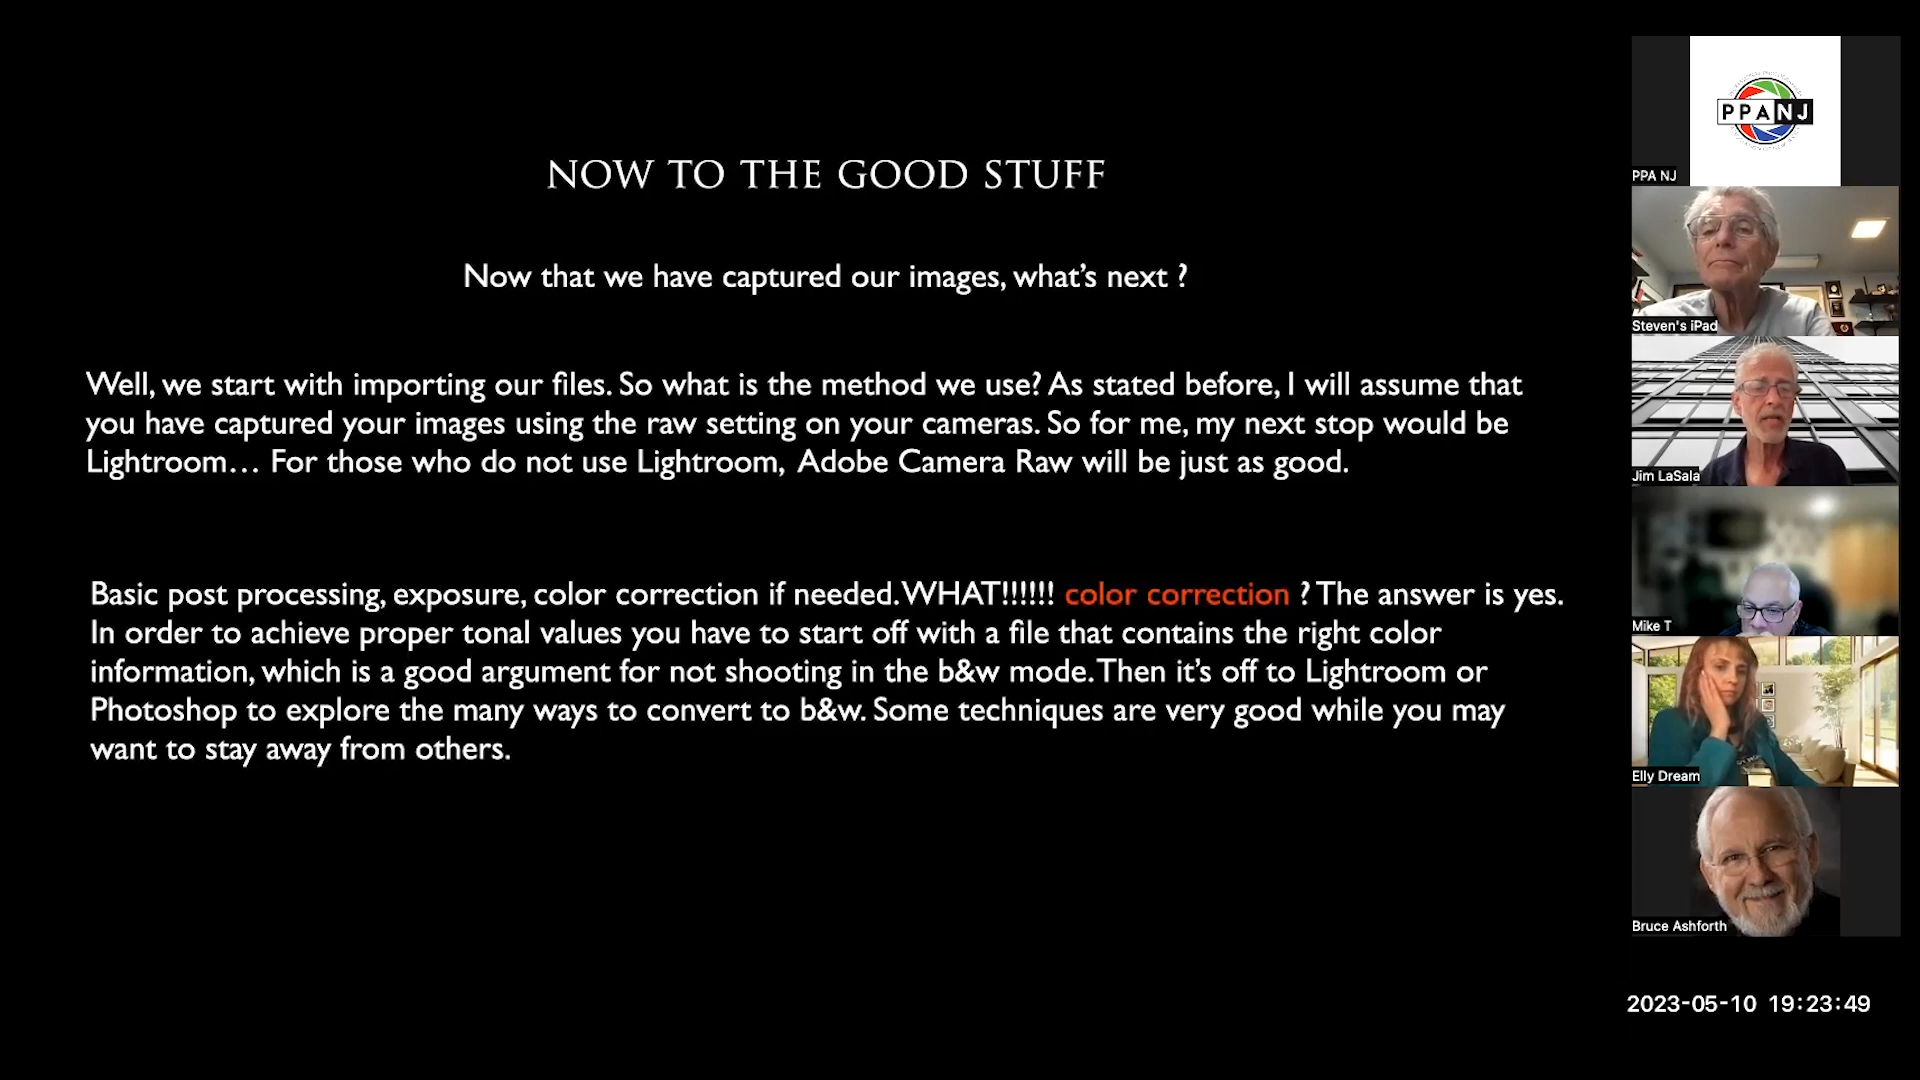 NOW TO THE GOOD STUFF
Now that we have captured our images, what's next ?
Well, we start with importing our files. So what is the method we use? As stated before, I will assume that
you have captured your images using the raw setting on your cameras. So for me, my next stop would be
Lightroom… For those who do not use Lightroom, Adobe Camera Raw will be just as good.
Basic post processing, exposure, color correction if needed. WHAT!!!!!! color correction ? The answer is yes.
In order to achieve proper tonal values you have to start off with a file that contains the right color
information, which is a good argument for not shooting in the b&w mode. Then it's off to Lightroom or
Photoshop to explore the many ways to convert to b&w. Some techniques are very good while you may
want to stay away from others.
PPANJ
PPA NJ
Steven's iPad
Jim LaSala
Mike T
Elly Dream
Bruce Ashforth
2023-05-10 19:23:49